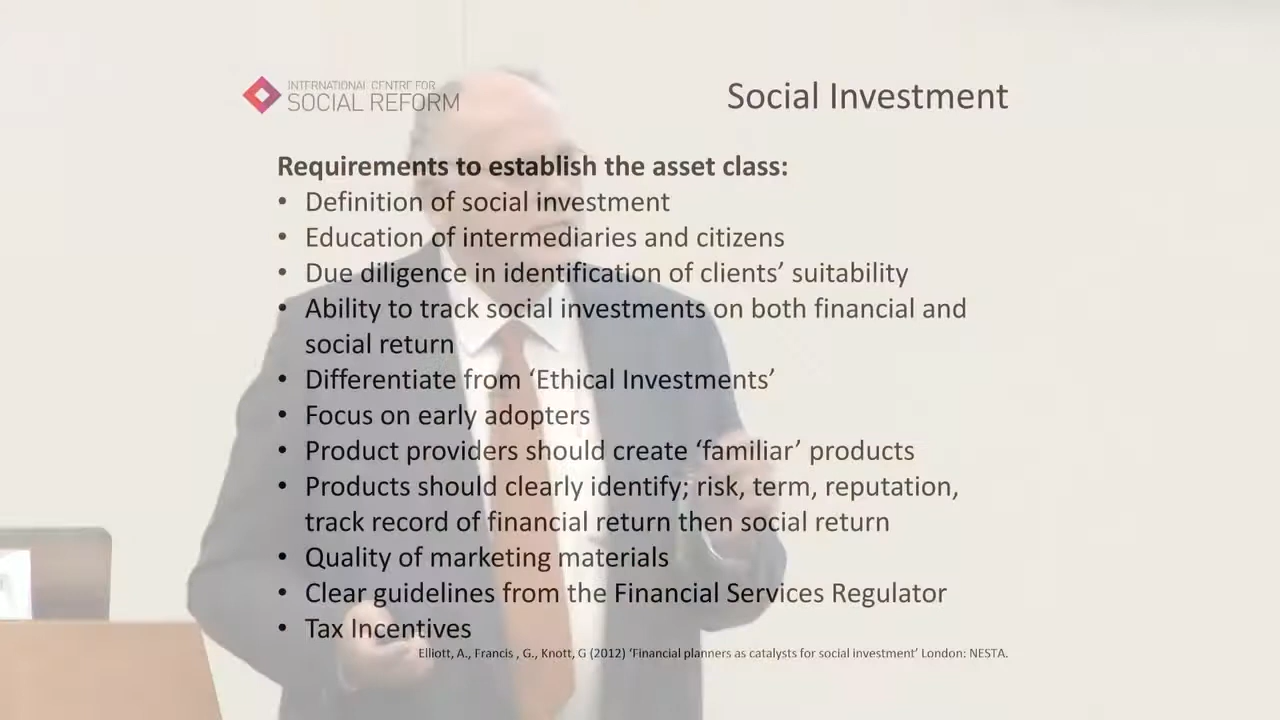 INTERNATIONAL CENTRE FOR
SOCIAL REFORM
Social Investment
Requirements to establish the asset class:
• Definition of social investment
• Education of intermediaries and citizens
• Due diligence in identification of clients’ suitability
• Ability to track social investments on both financial and
social return
• Differentiate from ‘Ethical Investments’
• Focus on early adopters
• Product providers should create ‘familiar’ products
• Products should clearly identify; risk, term, reputation,
track record of financial return then social return
• Quality of marketing materials
• Clear guidelines from the Financial Services Regulator
• Tax Incentives
Elliott, A., Francis , G., Knott, G (2012) ‘Financial planners as catalysts for social investment’ London: NESTA.